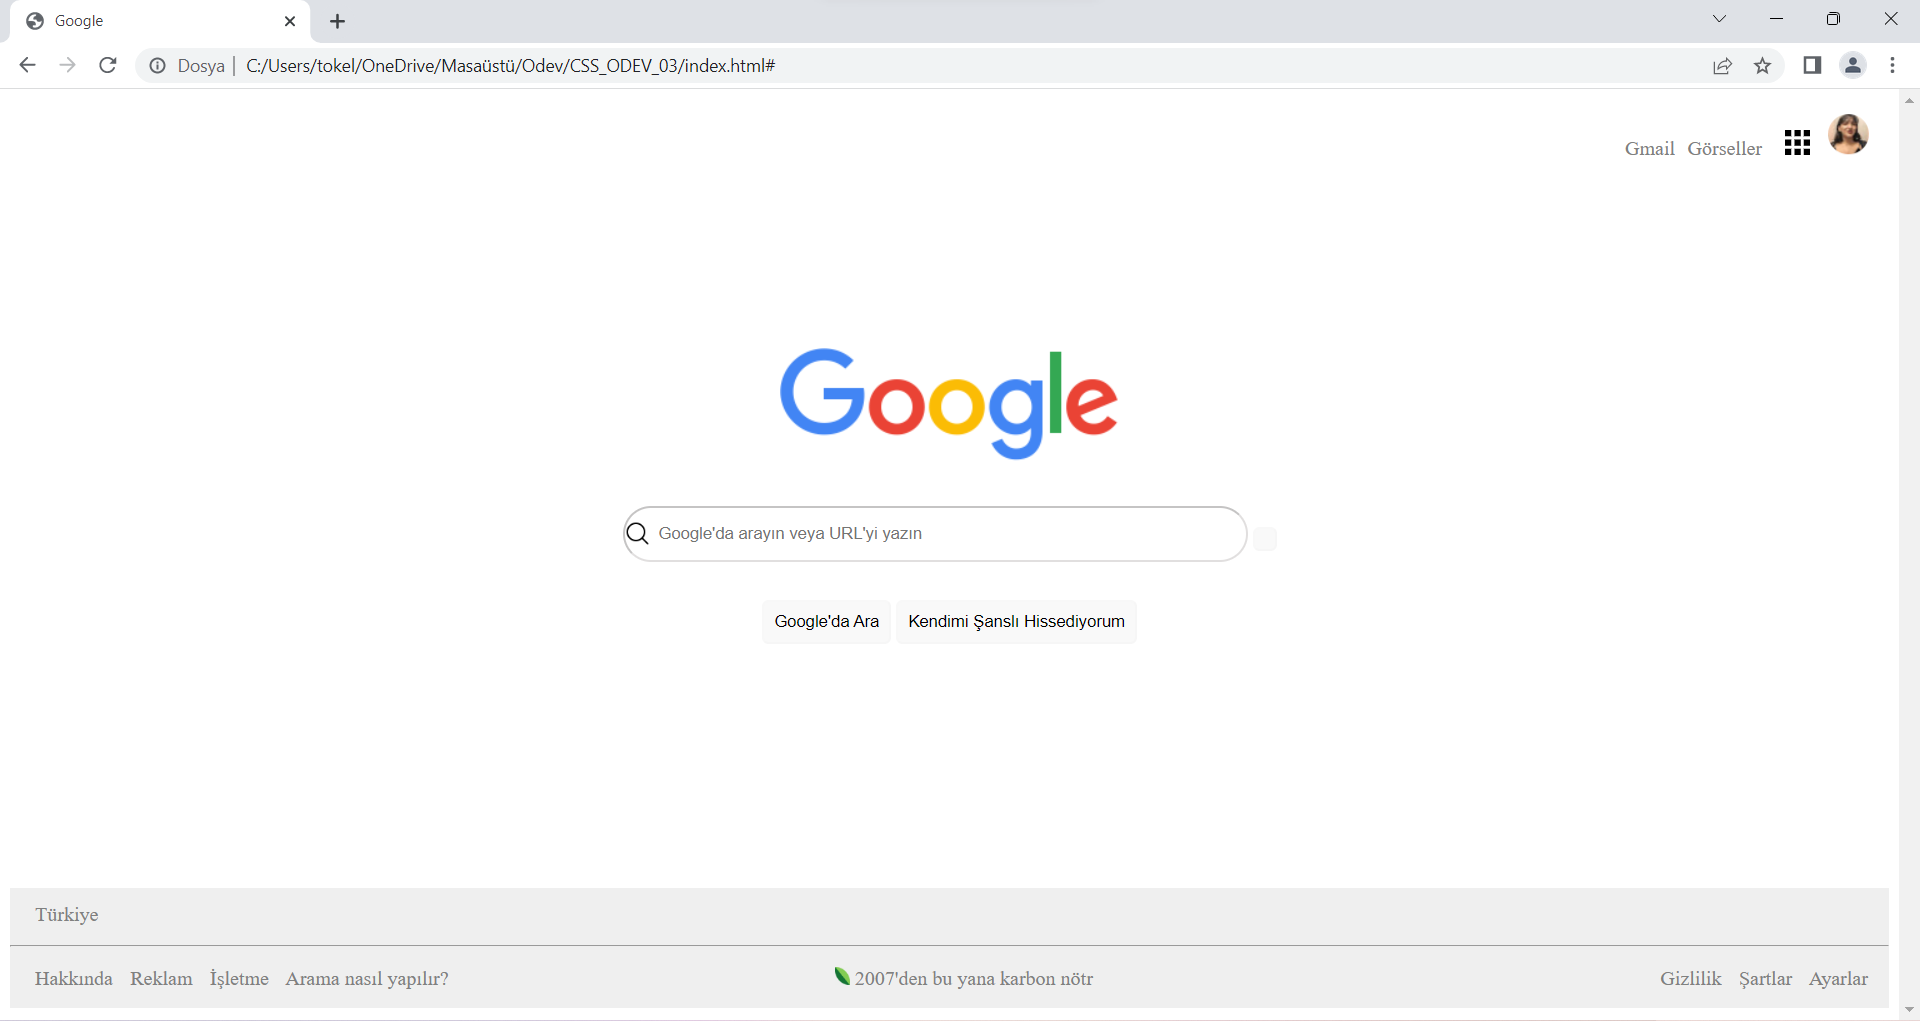 Google
Dosya | C:/Users/tokel/OneDrive/Masaüstü/Odev/CSS_ODEV_03/index.html#
Gmail Görseller
Google
Google'da arayın veya URL'yi yazın
Google'da Ara Kendimi Şanslı Hissediyorum
Türkiye
Hakkında Reklam İşletme Arama nasıl yapılır? 2007'den bu yana karbon nötr Gizlilik Şartlar Ayarlar